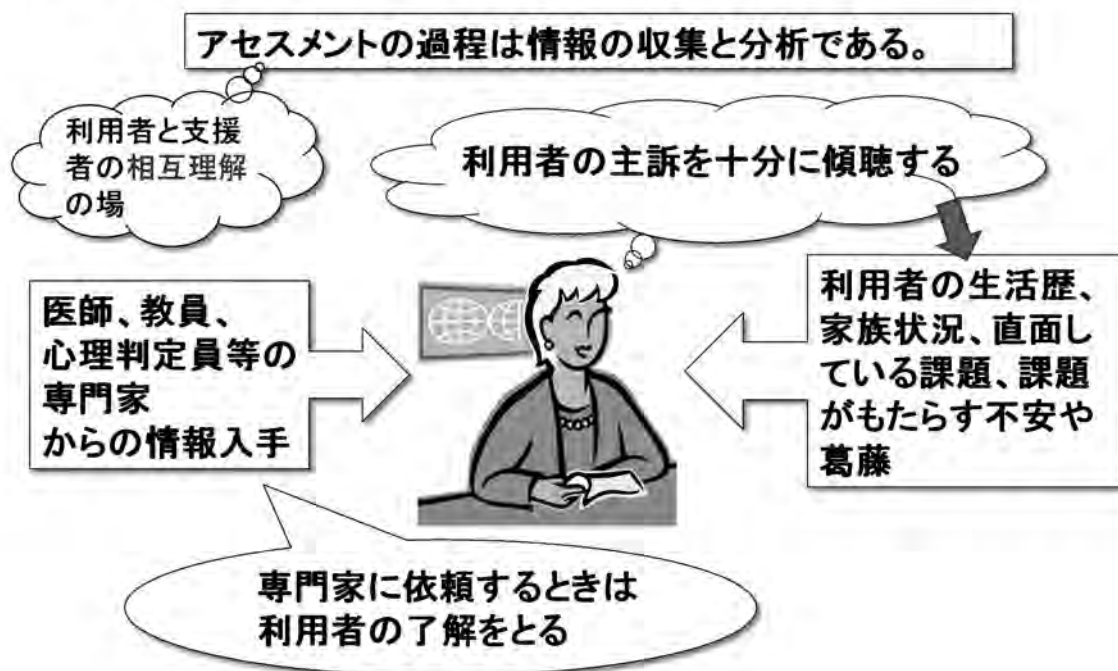 アセスメントの過程は情報の収集と分析である。
利用者と支援
者の相互理解
の場
利用者の主訴を十分に傾聴する
医師、教員、
心理判定員等の
専門家
からの情報入手
利用者の生活歴、
家族状況、直面し
ている課題、課題
がもたらす不安や
葛藤
専門家に依頼するときは
利用者の了解をとる